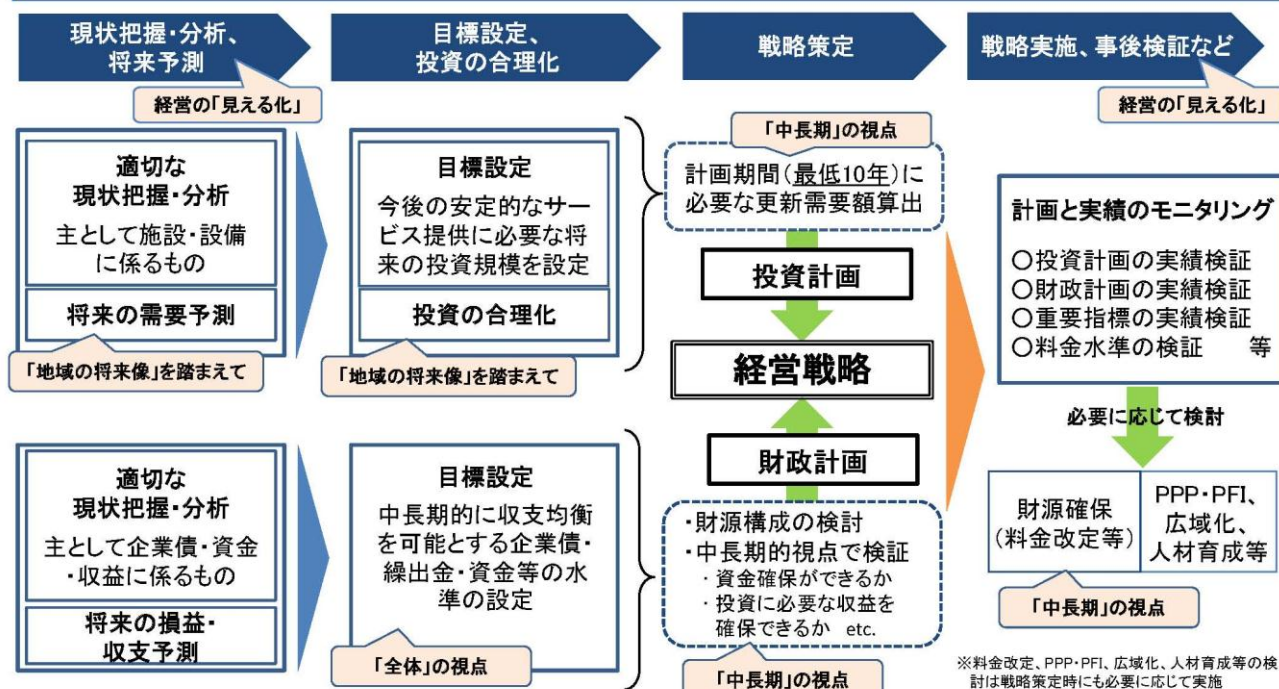 現状把握・分析、
将来予測
目標設定、
投資の合理化
戦略策定
戦略実施、事後検証など
経営の「見える化」
経営の「見える化」
適切な
現状把握・分析
主として施設・設備
に係るもの
将来の需要予測
「地域の将来像」を踏まえて
目標設定
今後の安定的なサー
ビス提供に必要な将
来の投資規模を設定
投資の合理化
「地域の将来像」を踏まえて
「中長期」の視点
計画期間(最低10年)に
必要な更新需要額算出
投資計画
経営戦略
財政計画
・財源構成の検討
・中長期的視点で検証
・資金確保ができるか
・投資に必要な収益を
確保できるか etc.
「中長期」の視点
適切な
現状把握・分析
主として企業債・資金
・収益に係るもの
将来の損益・
収支予測
目標設定
中長期的に収支均衡
を可能とする企業債・
繰出金・資金等の水
準の設定
「全体」の視点
計画と実績のモニタリング
〇投資計画の実績検証
〇財政計画の実績検証
〇重要指標の実績検証
〇料金水準の検証 等
必要に応じて検討
財源確保
(料金改定等)
PPP・PFI、
広域化、
人材育成等
「中長期」の視点
※料金改定、PPP・PFI、広域化、人材育成等の検
討は戦略策定時にも必要に応じて実施